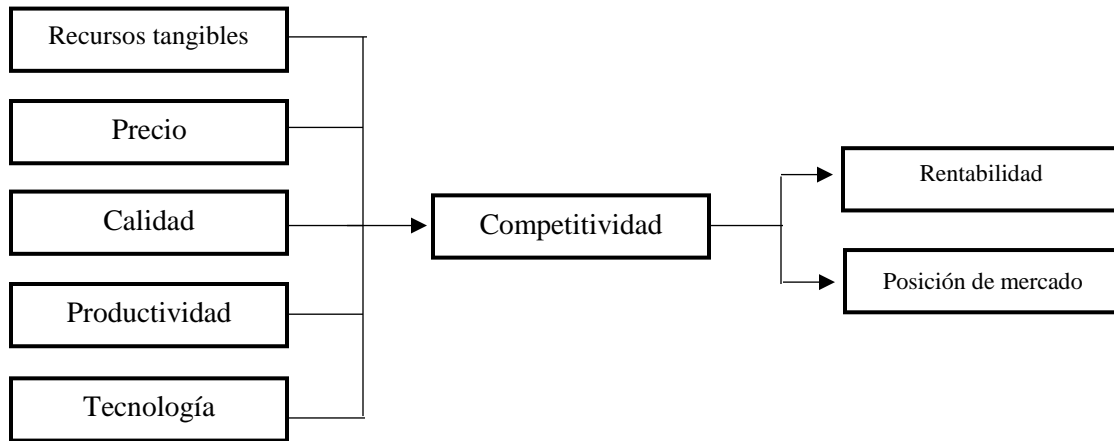 Recursos tangibles
Precio
Calidad
Productividad
Tecnología
Competitividad
Rentabilidad
Posición de mercado